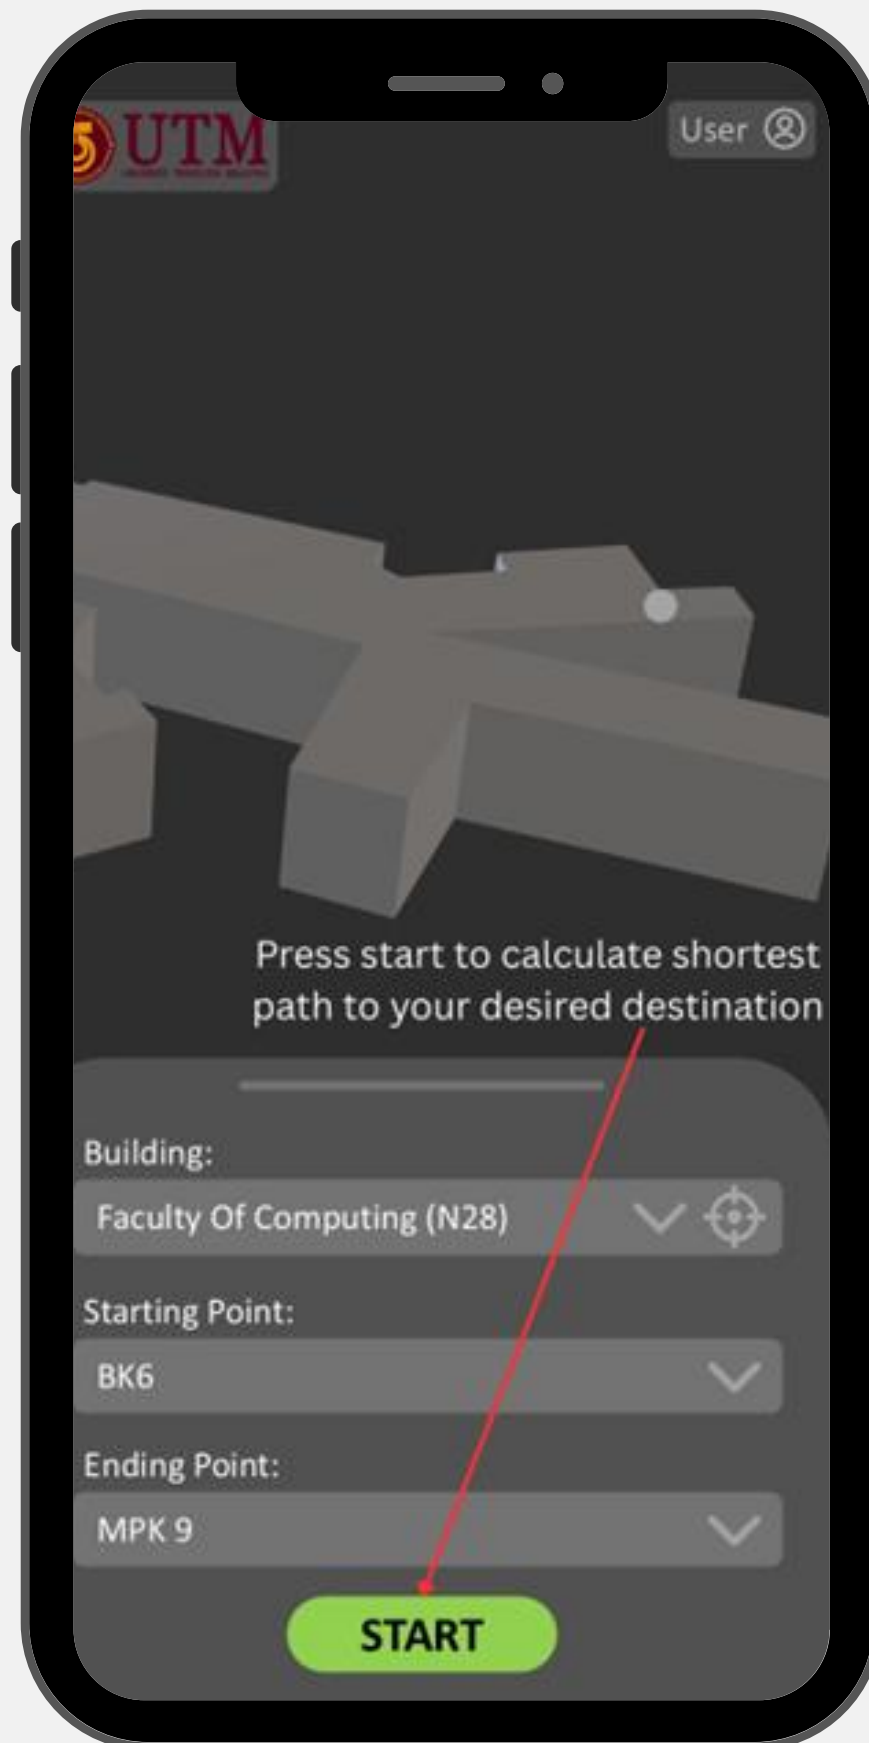 UTM
User
Press start to calculate shortest
path to your desired destination
Building:
Faculty Of Computing (N28)
Starting Point:
BK6
Ending Point:
MPK 9
START